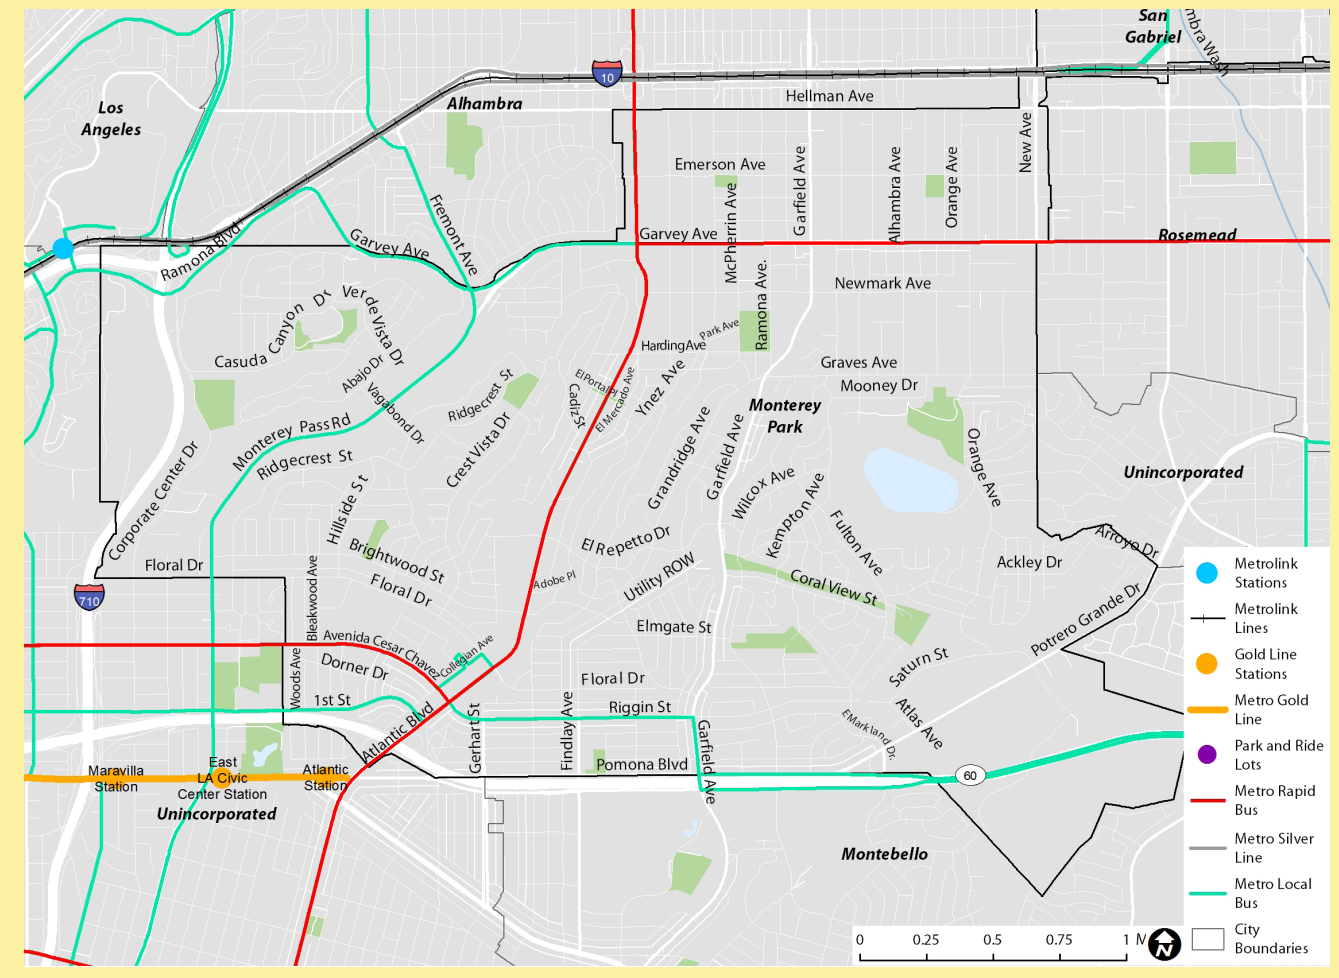 San
Gabriel
mbra Wash
10
Los
Angeles
Alhambra
Hellman Ave
New Ave
Emerson Ave
Garfield Ave
Alhambra Ave
Orange Ave
McPherrin Ave
Fremont Ave
Garvey Ave
Garvey Ave
Rosemead
Ramona Blvd
Ramona Ave.
Newmark Ave
Casuda Canyon Dr
Verde Vista Dr
Park Ave
Harding Ave
Graves Ave
Mooney Dr
Abajo Dr
Vagabond Dr
Ridgecrest St
El Portal Pl
El Mercado Ave
Cadiz St
Ynez Ave
Monterey
Park
Crest Vista Dr
Monterey Pass Rd
Ridgecrest St
Grandridge Ave
Garfield Ave
Orange Ave
Unincorporated
Corporate Center Dr
Wilcox Ave
Kempton Ave
Hillside St
Fulton Ave
El Repetto Dr
Brightwood St
Arroyo Dr
Ackley Dr
Floral Dr
Floral Dr
Adobe Pl
Utility ROW
Coral View St
710
Bleakwood Ave
Potrero Grande Dr
Elmgate St
Avenida Cesar Chavez
Collegian Ave
Dorner Dr
Woods Ave
Saturn St
Floral Dr
1st St
Riggin St
Atlantic Blvd
Gerhart St
Findlay Ave
Garfield Ave
Atlas Ave
E Markland Dr.
Pomona Blvd
60
Maravilla
Station
East
LA Civic
Center Station
Atlantic
Station
Unincorporated
Montebello
Metrolink
Stations
Metrolink
Lines
Gold Line
Stations
Metro Gold
Line
Park and Ride
Lots
Metro Rapid
Bus
Metro Silver
Line
Metro Local
Bus
City
Boundaries
0 0.25 0.5 0.75 1 M
N